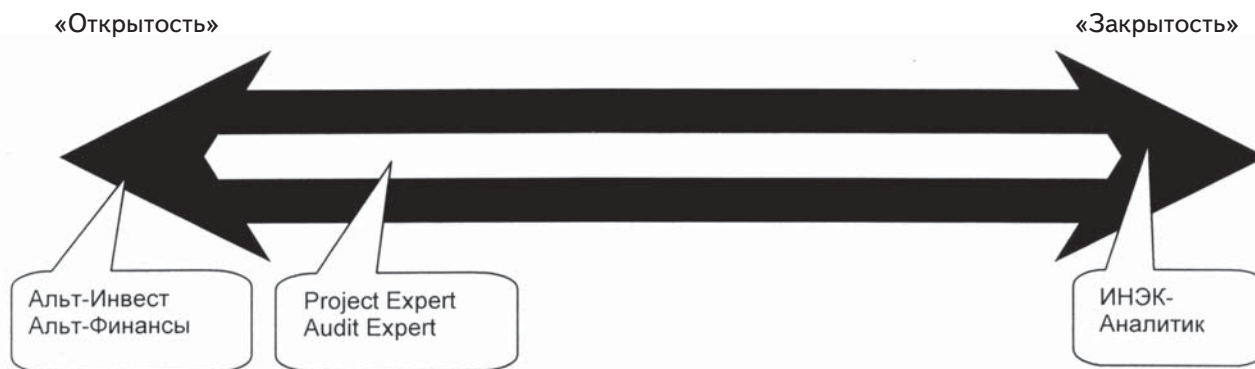 «Открытость»
«Закрытость»
Альт-Инвест
Альт-Финансы
Project Expert
Audit Expert
ИНЭК-
Аналитик